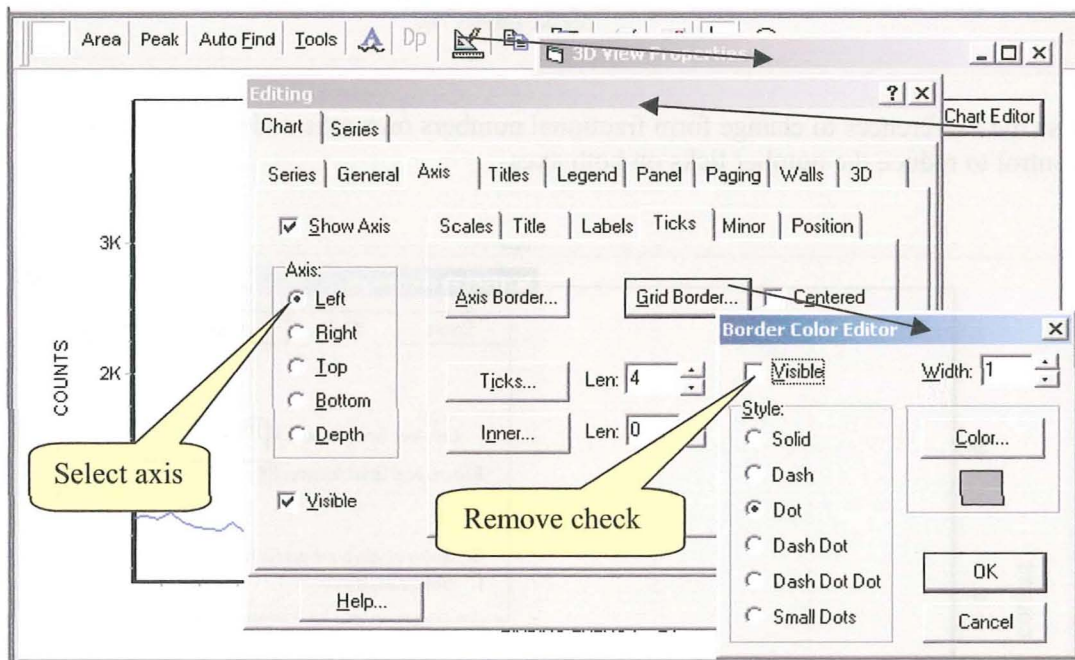 Area Peak Auto Find Tools A Dp
3D View Properties
Editing
Chart Editor
Chart Series
Series General Axis Titles Legend Panel Paging Walls 3D
Show Axis Scales Title Labels Ticks Minor Position
3K
Axis:
Left Axis Border... Grid Border... Centered
Right
Border Color Editor
Top
Visible Width: 1
2K
Ticks... Len: 4
COUNTS
Bottom
Style:
Inner... Len: 0
Depth
Solid
Color...
Select axis
Dash
Visible
Remove check
Dot
Dash Dot
Dash Dot Dot
OK
Help...
Small Dots
Cancel